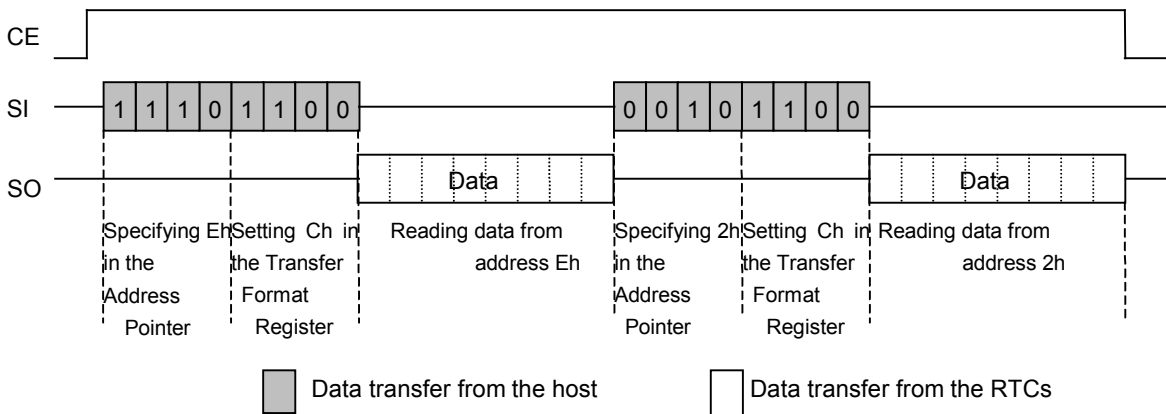 CE
SI 1 1 1 0 1 1 0 0 0 0 1 0 1 1 0 0
SO Data Data
Specifying Eh Setting Ch in Reading data from Specifying 2h Setting Ch in Reading data from
in the the Transfer address Eh in the the Transfer address 2h
Address Format Address Format
Pointer Register Pointer Register
Data transfer from the host Data transfer from the RTCs